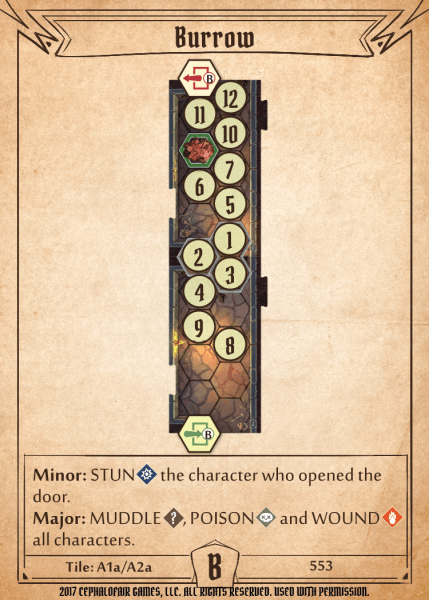 Burrow
B
12
11
10
7
6
5
1
2
3
4
9
8
B
Minor: STUN the character who opened the
door.
Major: MUDDLE ?, POISON and WOUND
all characters.
Tile: A1a/A2a B 553
2017 CEPHALOFAIR GAMES, LLC. ALL RIGHTS RESERVED. USED WITH PERMISSION.